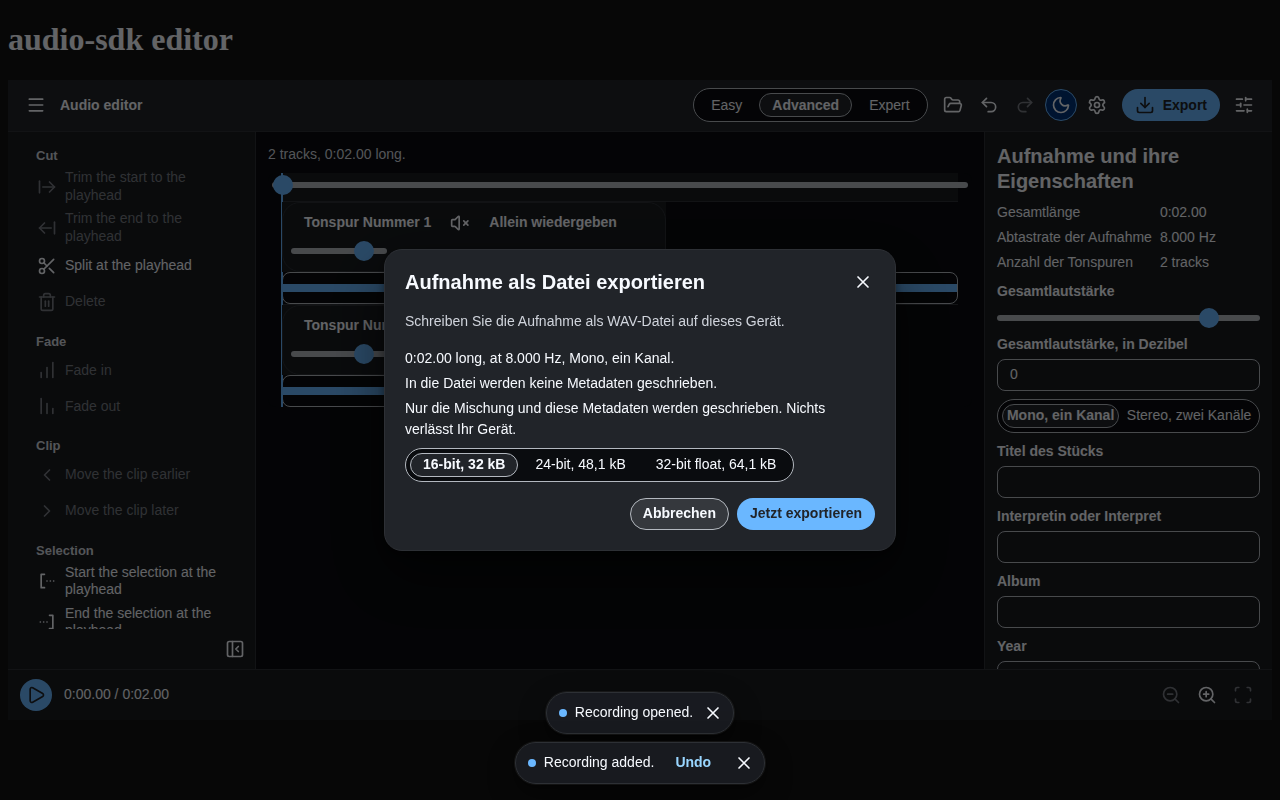 audio-sdk editor
Audio editor
Easy
Advanced
Expert
Export
Cut
Trim the start to the
playhead
Trim the end to the
playhead
Split at the playhead
Delete
Fade
Fade in
Fade out
Clip
Move the clip earlier
Move the clip later
Selection
Start the selection at the
playhead
End the selection at the
playhead
2 tracks, 0:02.00 long.
Tonspur Nummer 1
Allein wiedergeben
Tonspur Nu
Aufnahme als Datei exportieren
Schreiben Sie die Aufnahme als WAV-Datei auf dieses Gerät.
0:02.00 long, at 8.000 Hz, Mono, ein Kanal.
In die Datei werden keine Metadaten geschrieben.
Nur die Mischung und diese Metadaten werden geschrieben. Nichts
verlässt Ihr Gerät.
16-bit, 32 kB
24-bit, 48,1 kB
32-bit float, 64,1 kB
Abbrechen
Jetzt exportieren
Aufnahme und ihre
Eigenschaften
Gesamtlänge 0:02.00
Abtastrate der Aufnahme 8.000 Hz
Anzahl der Tonspuren 2 tracks
Gesamtlautstärke
Gesamtlautstärke, in Dezibel
0
Mono, ein Kanal
Stereo, zwei Kanäle
Titel des Stücks
Interpretin oder Interpret
Album
Year
0:00.00 / 0:02.00
Recording opened.
Recording added.
Undo